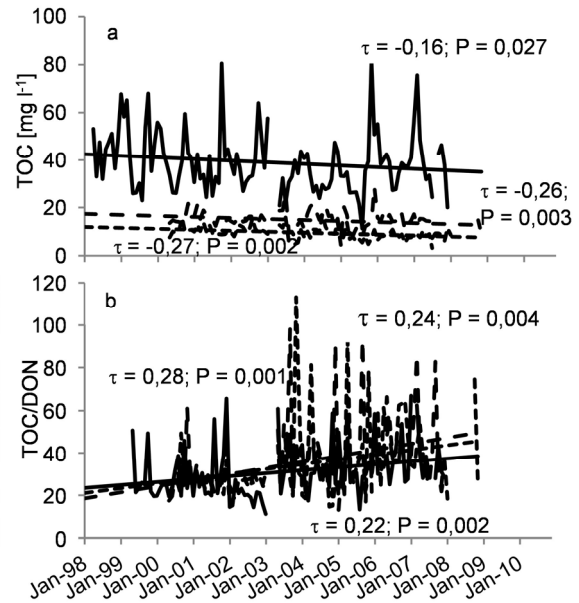 100
a
τ = -0,16; P = 0,027
80
60
TOC [mg l-1]
40
τ = -0,26;
P = 0,003
20
τ = -0,27; P = 0,002
0
120
b
100
τ = 0,24; P = 0,004
80
τ = 0,28; P = 0,001
TOC/DON
60
40
20
τ = 0,22; P = 0,002
0
Jan-98
Jan-99
Jan-00
Jan-01
Jan-02
Jan-03
Jan-04
Jan-05
Jan-06
Jan-07
Jan-08
Jan-09
Jan-10